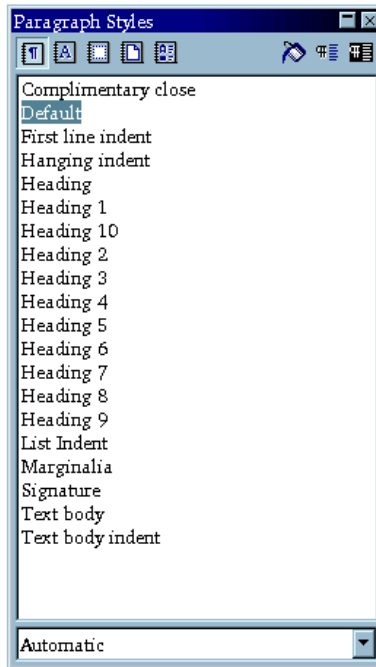 Paragraph Styles
Complimentary close
Default
First line indent
Hanging indent
Heading
Heading 1
Heading 10
Heading 2
Heading 3
Heading 4
Heading 5
Heading 6
Heading 7
Heading 8
Heading 9
List Indent
Marginalia
Signature
Text body
Text body indent
Automatic